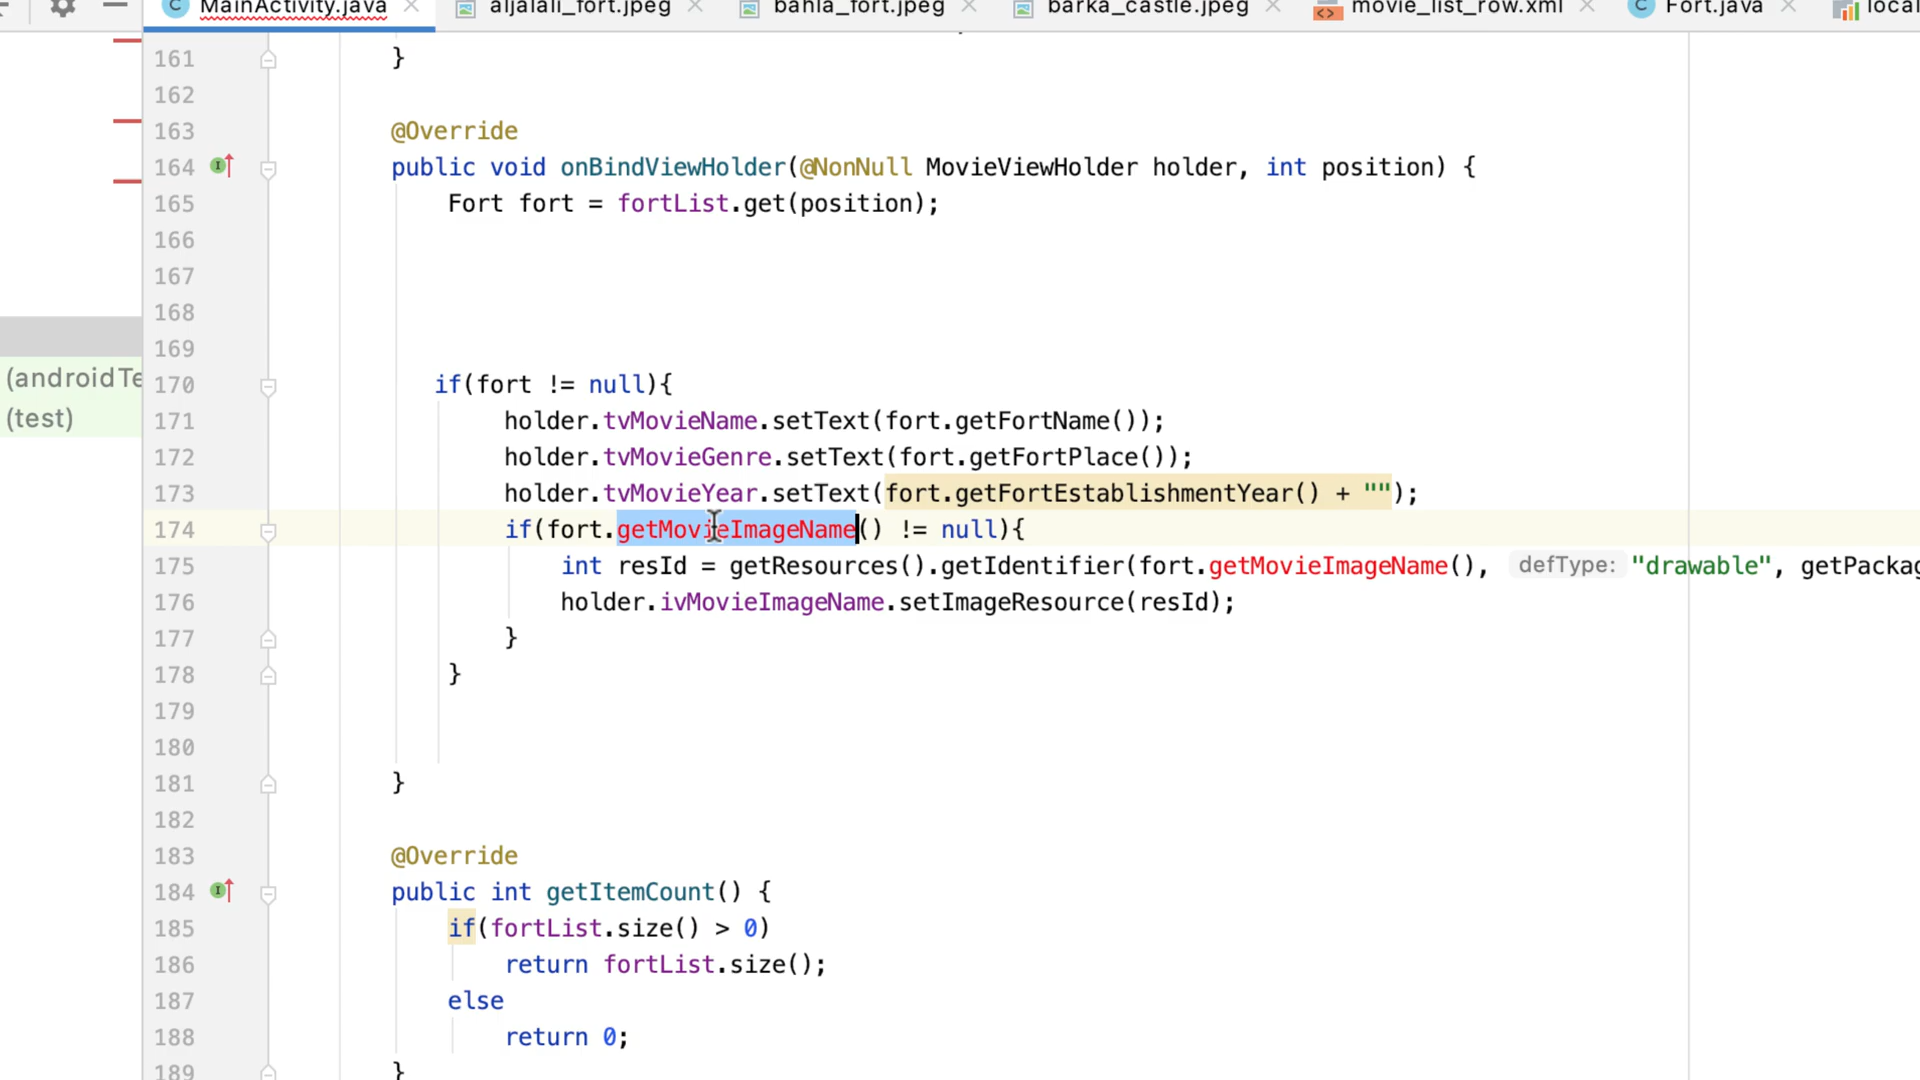 MainActivity.java aljalali_fort.jpeg bahla_fort.jpeg barka_castle.jpeg movie_list_row.xml Fort.java
161 }
162
163 @Override
164 public void onBindViewHolder(@NonNull MovieViewHolder holder, int position) {
165 Fort fort = fortList.get(position);
166
167
168
169
(androidTe
170 if(fort != null){
(test)
171 holder.tvMovieName.setText(fort.getFortName());
172 holder.tvMovieGenre.setText(fort.getFortPlace());
173 holder.tvMovieYear.setText(fort.getFortEstablishmentYear() + "");
174 if(fort.getMovieImageName() != null){
175 int resId = getResources().getIdentifier(fort.getMovieImageName(), defType: "drawable", getPackag
176 holder.ivMovieImageName.setImageResource(resId);
177 }
178 }
179
180
181 }
182
183 @Override
184 public int getItemCount() {
185 if(fortList.size() > 0)
186 return fortList.size();
187 else
188 return 0;
189 }